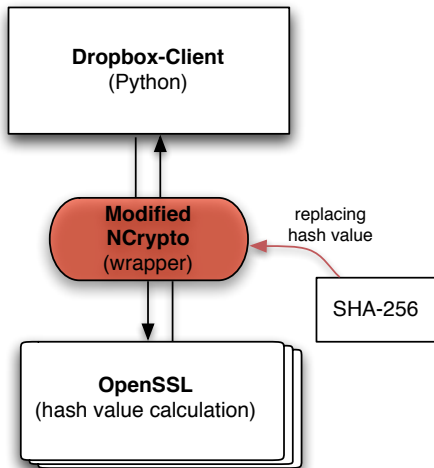 Dropbox-Client
(Python)
Modified
NCrypto
(wrapper)
replacing
hash value
SHA-256
OpenSSL
(hash value calculation)